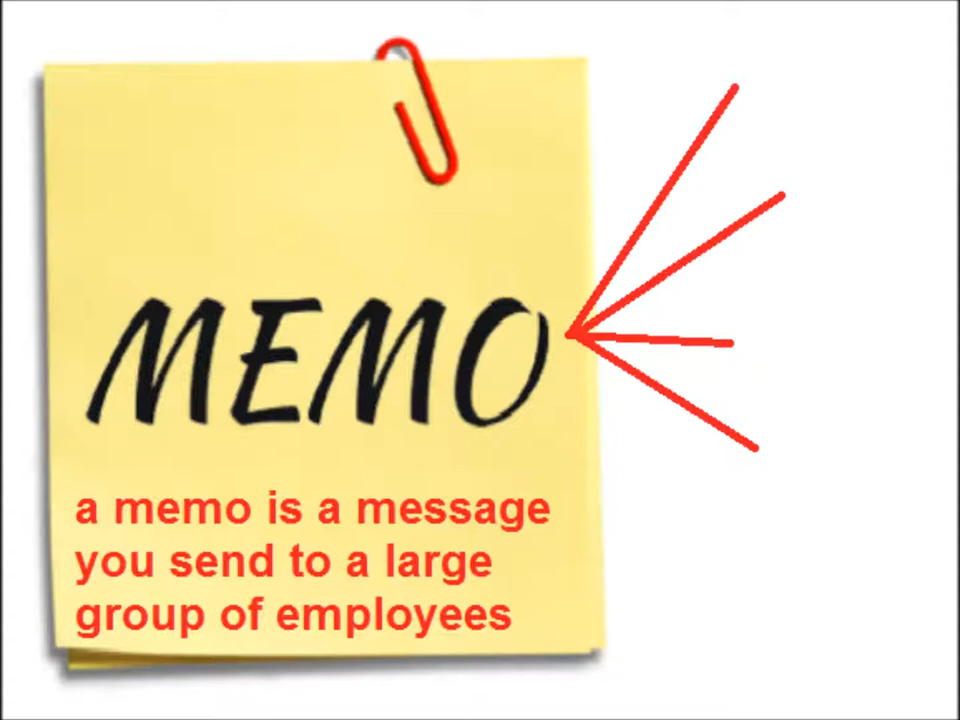 MEMO
a memo is a message
you send to a large
group of employees